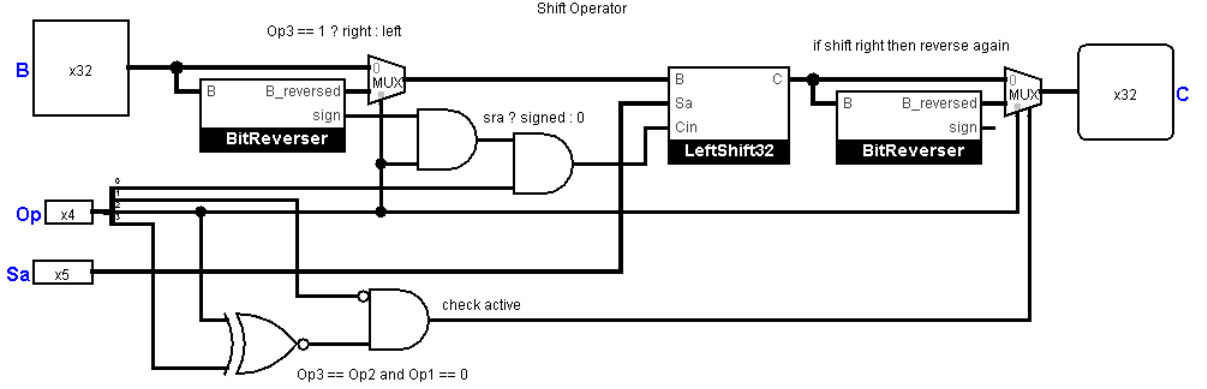 Shift Operator
Op3 == 1 ? right : left
if shift right then reverse again
B
x32
0
MUX
B
B_reversed
sign
BitReverser
sra ? signed : 0
B
C
Sa
Cin
LeftShift32
B
B_reversed
sign
BitReverser
0
MUX
x32
C
Op
x4
0
1
2
3
Sa
x5
check active
Op3 == Op2 and Op1 == 0